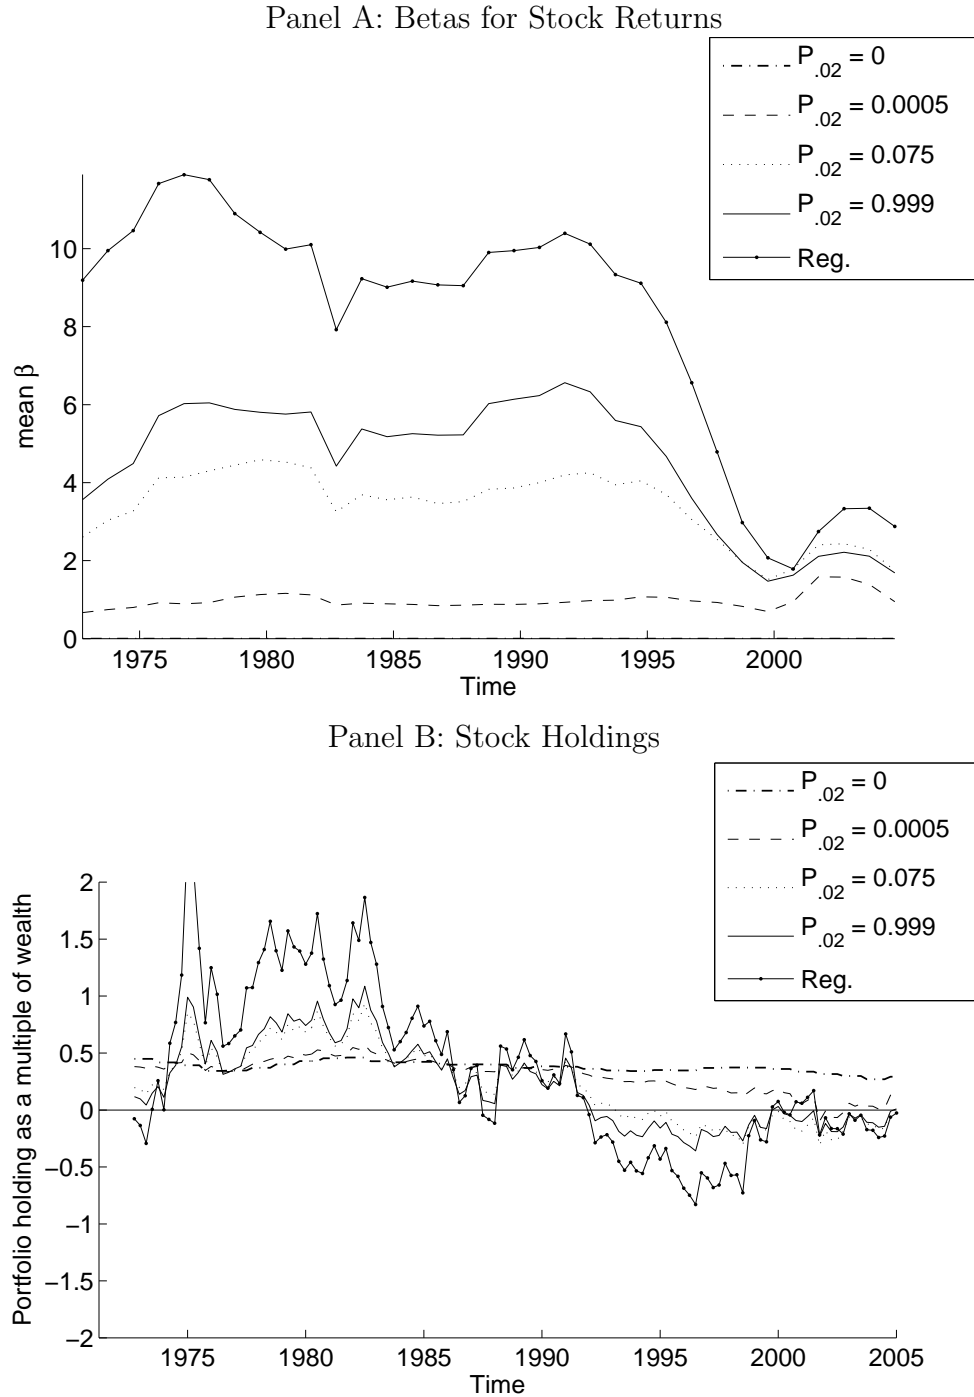 Panel A: Betas for Stock Returns
P.02 = 0
P.02 = 0.0005
P.02 = 0.075
P.02 = 0.999
Reg.
10
8
6
4
2
0
mean β
1975 1980 1985 1990 1995 2000
Time
Panel B: Stock Holdings
P.02 = 0
P.02 = 0.0005
P.02 = 0.075
P.02 = 0.999
Reg.
2
1.5
1
0.5
0
−0.5
−1
−1.5
−2
Portfolio holding as a multiple of wealth
1975 1980 1985 1990 1995 2000 2005
Time